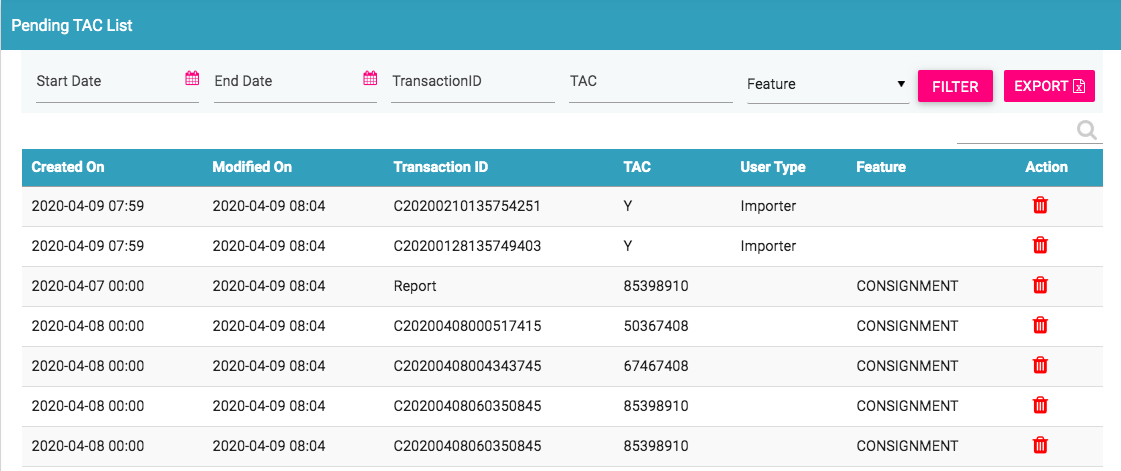 Pending TAC List
Start Date End Date TransactionID TAC Feature FILTER EXPORT
Created On Modified On Transaction ID TAC User Type Feature Action
2020-04-09 07:59 2020-04-09 08:04 C20200210135754251 Y Importer
2020-04-09 07:59 2020-04-09 08:04 C20200128135749403 Y Importer
2020-04-07 00:00 2020-04-09 08:04 Report 85398910 CONSIGNMENT
2020-04-08 00:00 2020-04-09 08:04 C20200408000517415 50367408 CONSIGNMENT
2020-04-08 00:00 2020-04-09 08:04 C20200408004343745 67467408 CONSIGNMENT
2020-04-08 00:00 2020-04-09 08:04 C20200408060350845 85398910 CONSIGNMENT
2020-04-08 00:00 2020-04-09 08:04 C20200408060350845 85398910 CONSIGNMENT